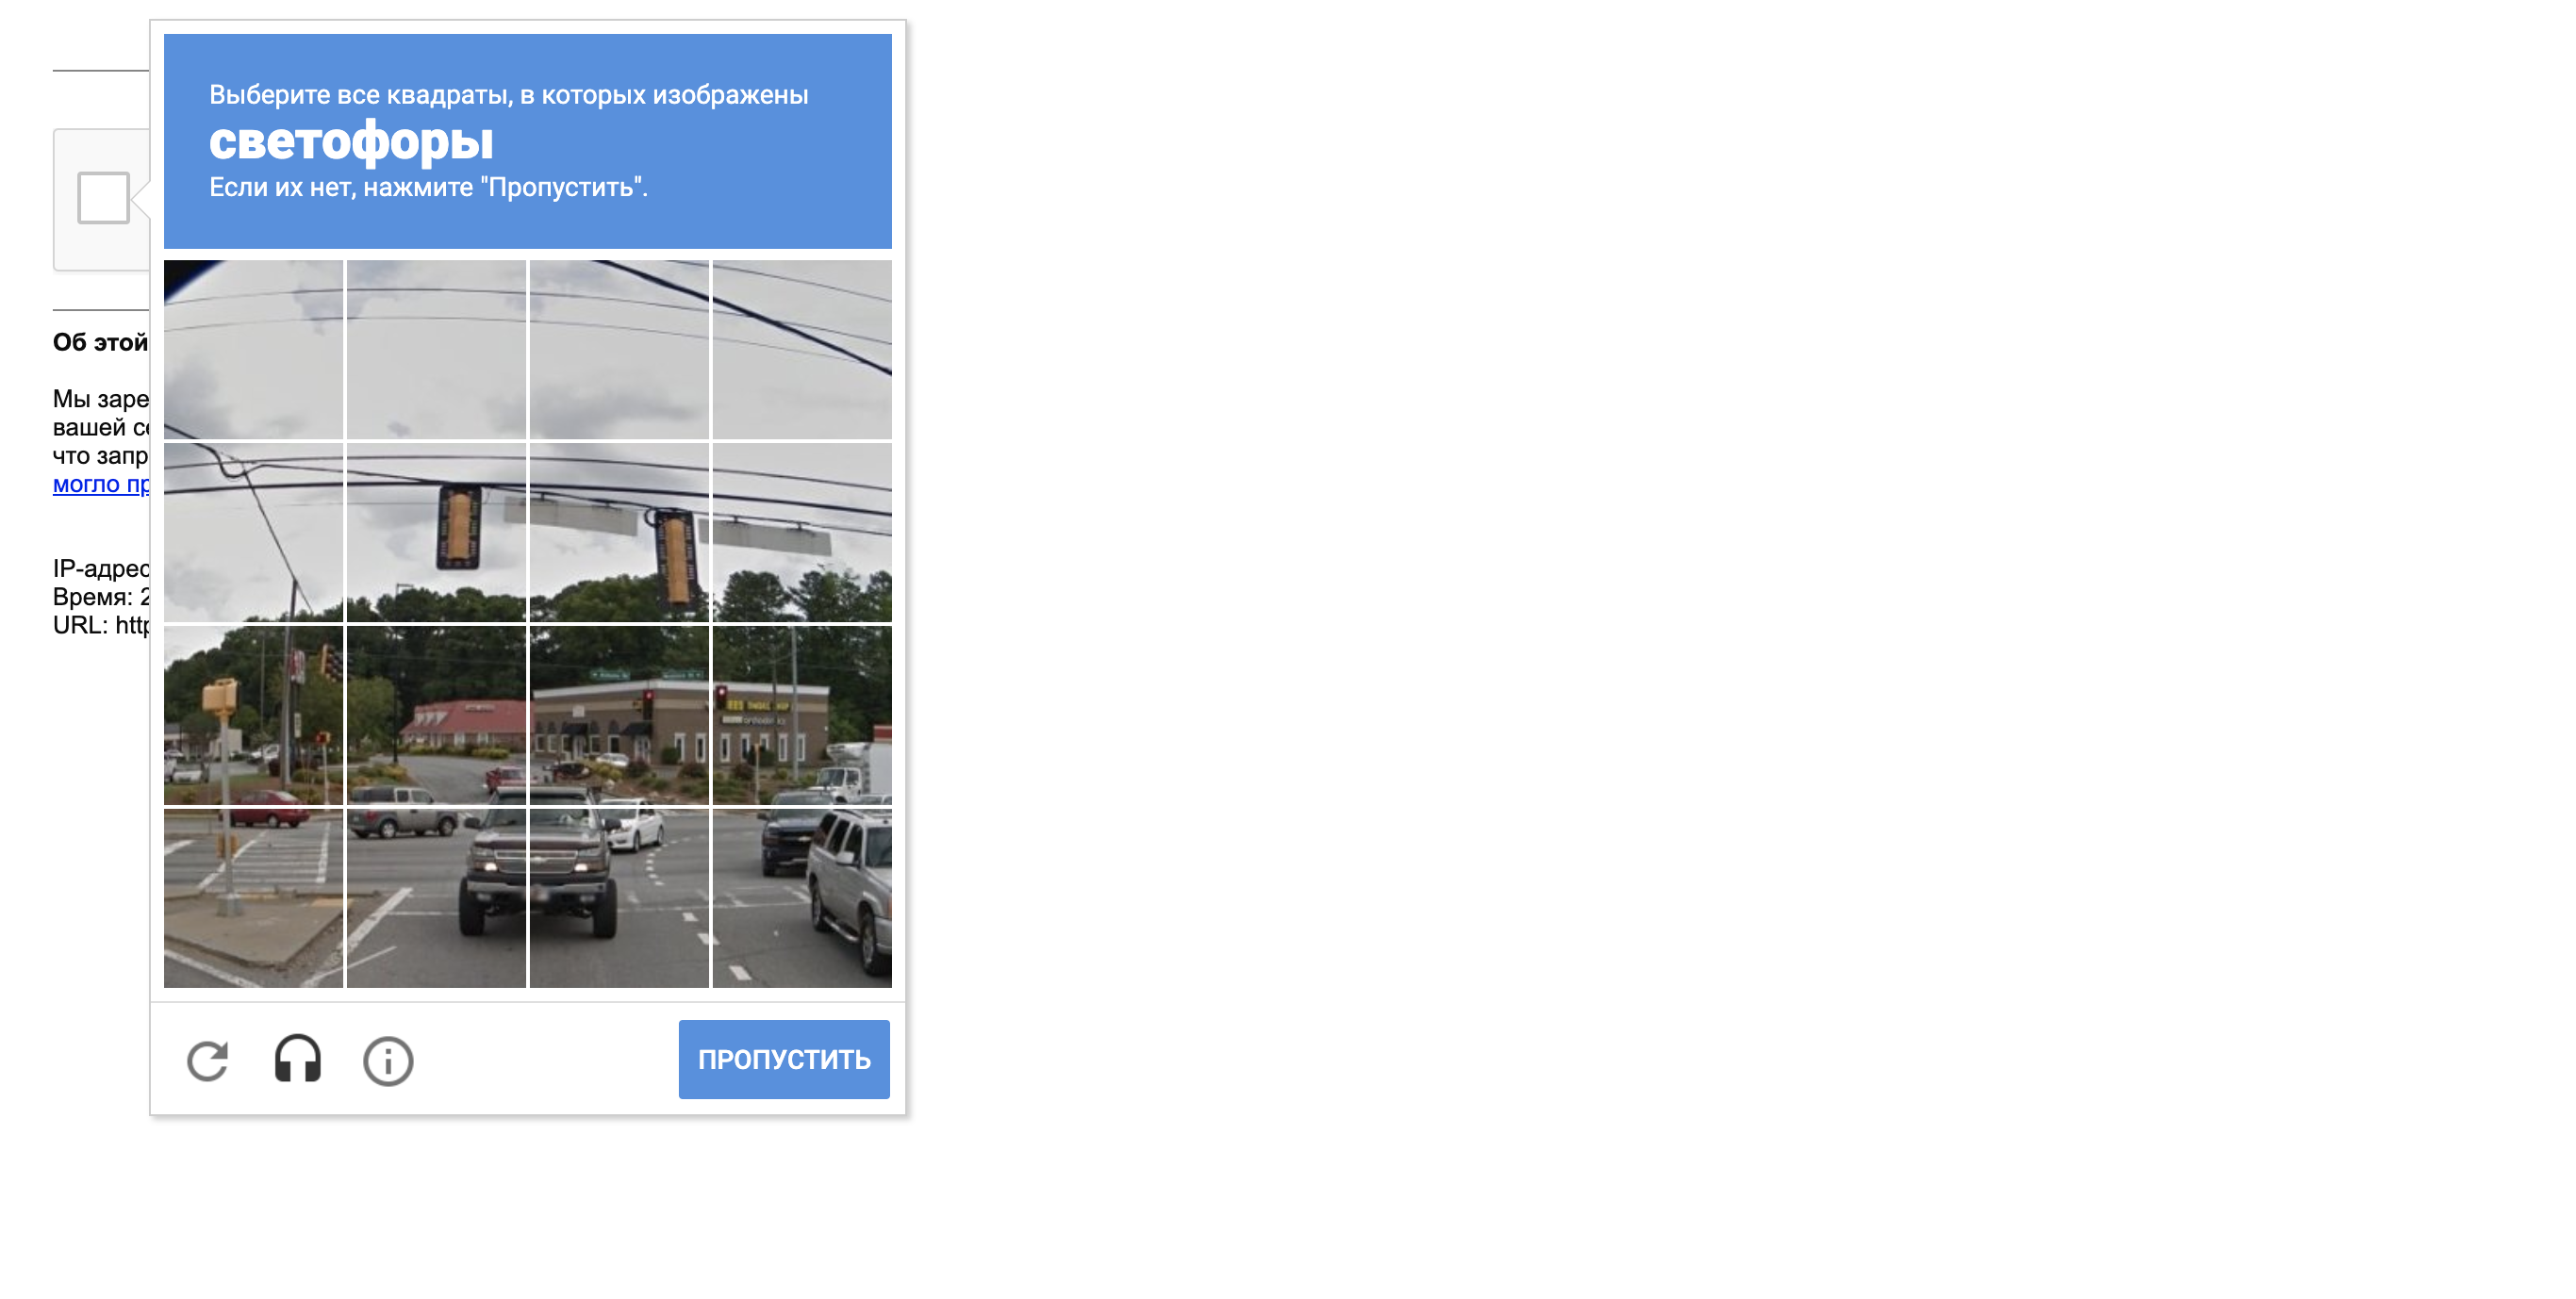 Выберите все квадраты, в которых изображены
светофоры
Если их нет, нажмите "Пропустить".
Об этой
Мы заре
вашей се
что запр
могло пр
IP-адрес
Время: 2
URL: http
ПРОПУСТИТЬ